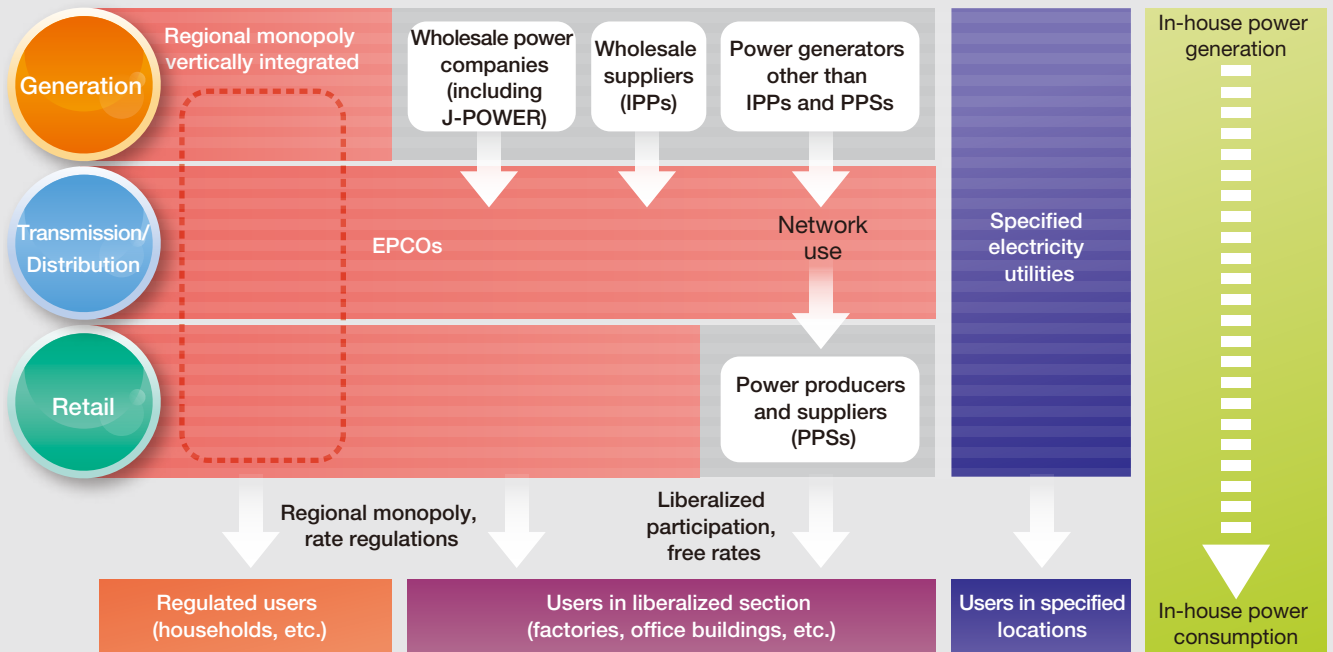 Generation
Regional monopoly
vertically integrated
Wholesale power
companies
(including
J-POWER)
Wholesale
suppliers
(IPPs)
Power generators
other than
IPPs and PPSs
In-house power
generation
Transmission/
Distribution
EPCOs
Network
use
Specified
electricity
utilities
Retail
Power producers
and suppliers
(PPSs)
Regional monopoly,
rate regulations
Liberalized
participation,
free rates
Regulated users
(households, etc.)
Users in liberalized section
(factories, office buildings, etc.)
Users in specified
locations
In-house power
consumption